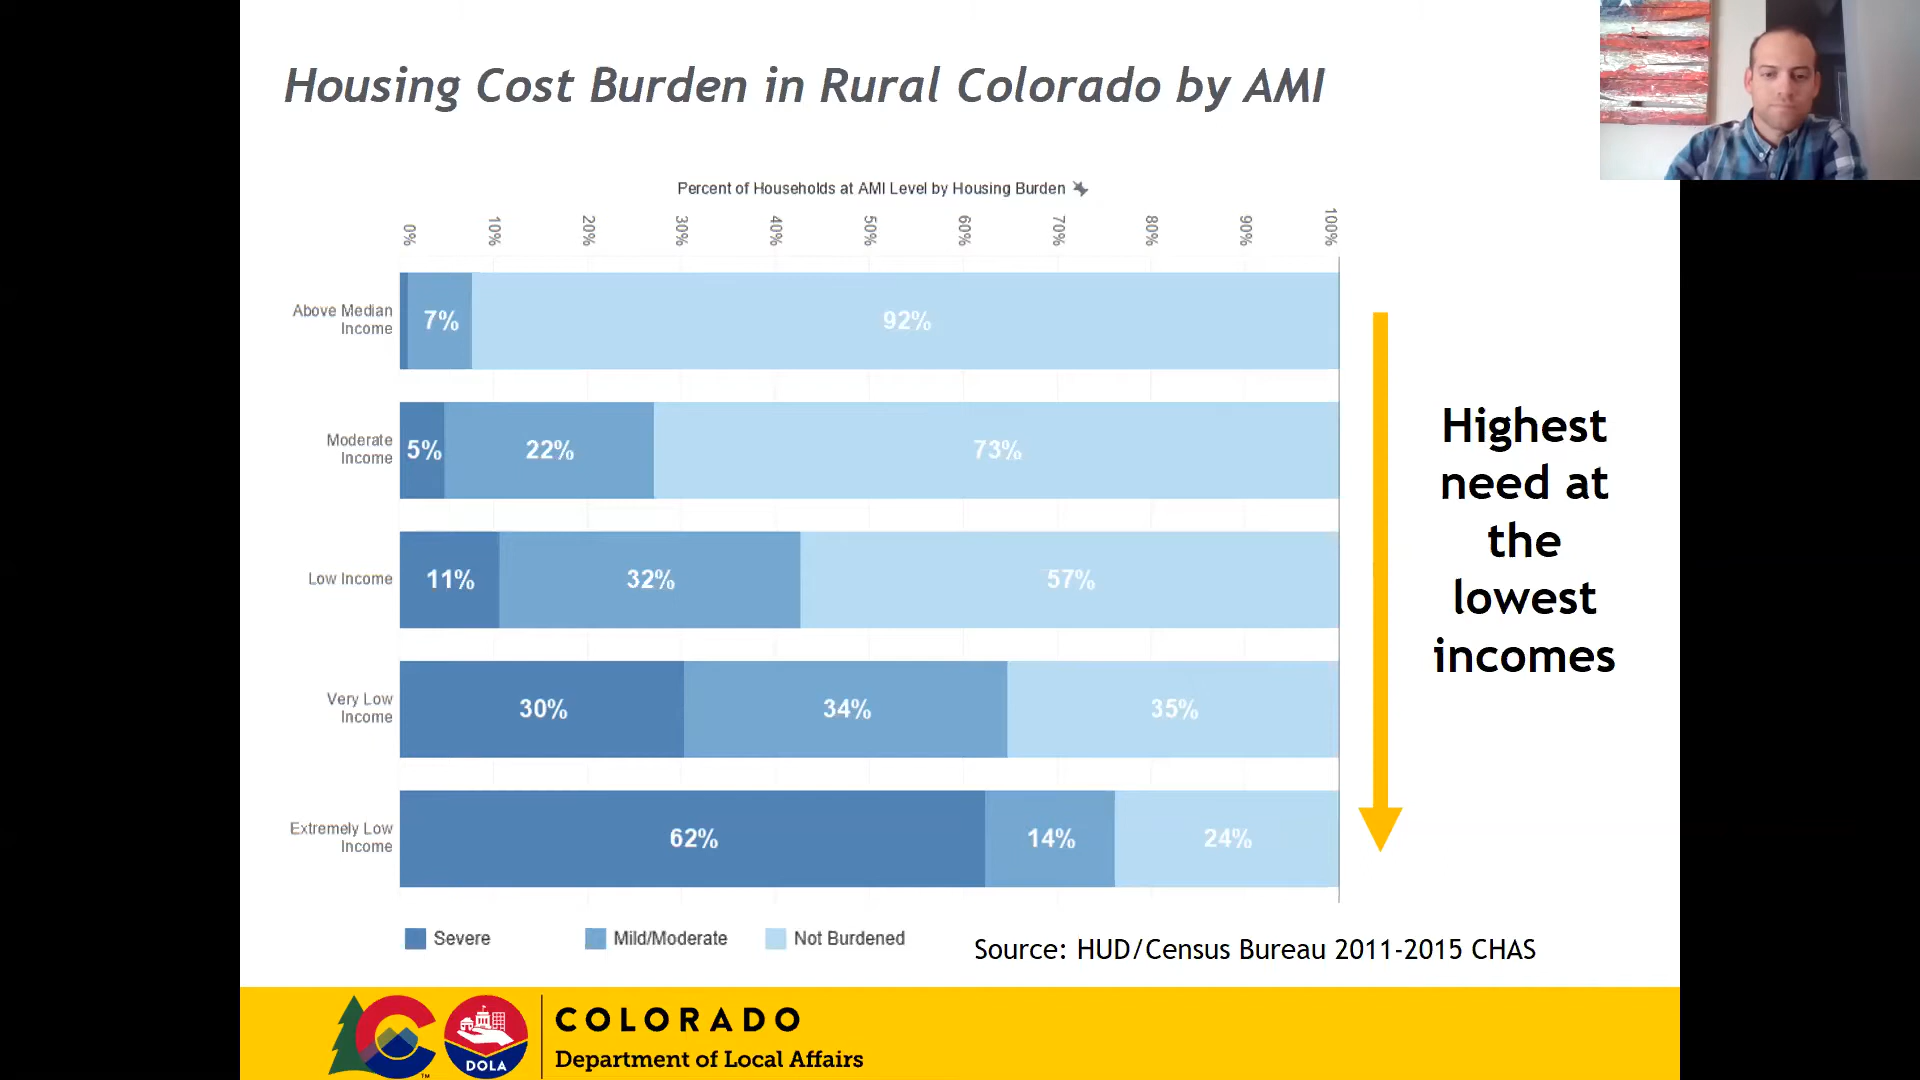 Housing Cost Burden in Rural Colorado by AMI
Percent of Households at AMI Level by Housing Burden
0% 10% 20% 30% 40% 50% 60% 70% 80% 90% 100%
Above Median
Income
7% 92%
Moderate
Income
5% 22% 73%
Low Income
11% 32% 57%
Very Low
Income
30% 34% 35%
Extremely Low
Income
62% 14% 24%
Highest
need at
the
lowest
incomes
Severe Mild/Moderate Not Burdened
Source: HUD/Census Bureau 2011-2015 CHAS
COLORADO
Department of Local Affairs
DOLA
TM